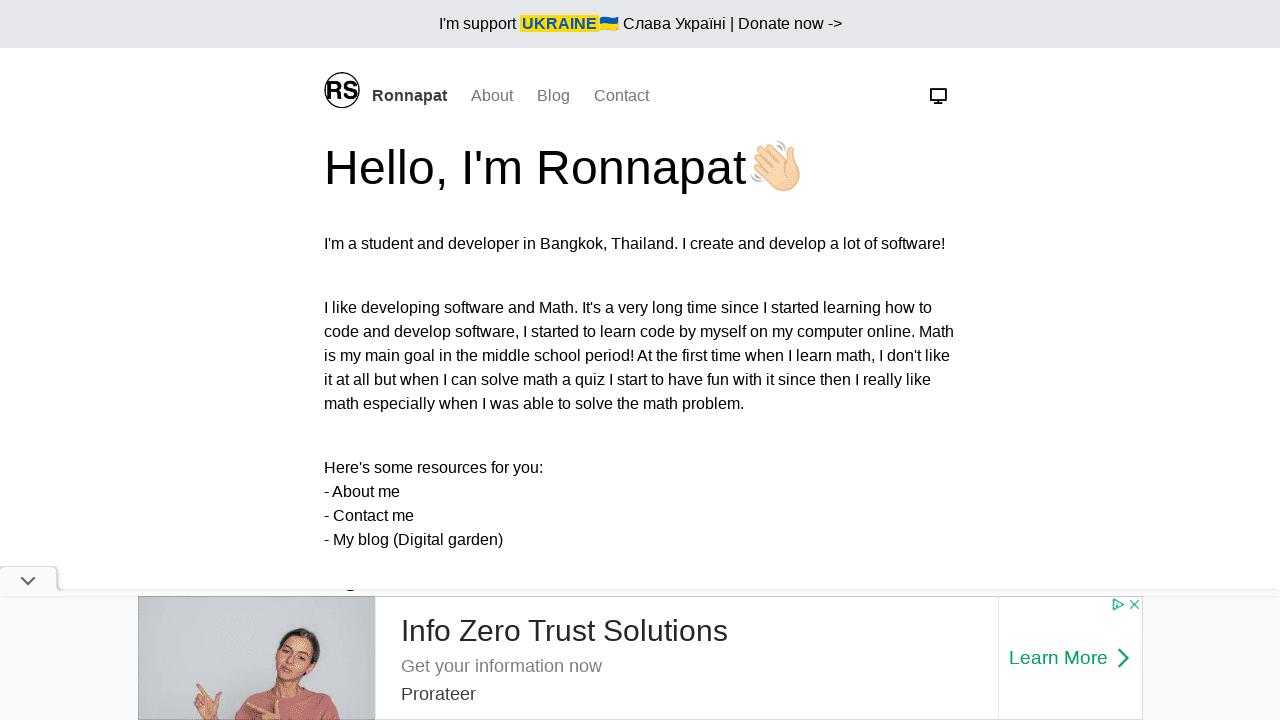 I'm support UKRAINE🇺🇦 Слава Україні | Donate now ->
RS Ronnapat About Blog Contact
Hello, I'm Ronnapat👋🏻
I'm a student and developer in Bangkok, Thailand. I create and develop a lot of software!
I like developing software and Math. It's a very long time since I started learning how to
code and develop software, I started to learn code by myself on my computer online. Math
is my main goal in the middle school period! At the first time when I learn math, I don't like
it at all but when I can solve math a quiz I start to have fun with it since then I really like
math especially when I was able to solve the math problem.
Here's some resources for you:
- About me
- Contact me
- My blog (Digital garden)
Info Zero Trust Solutions
Get your information now
Prorateer
Learn More